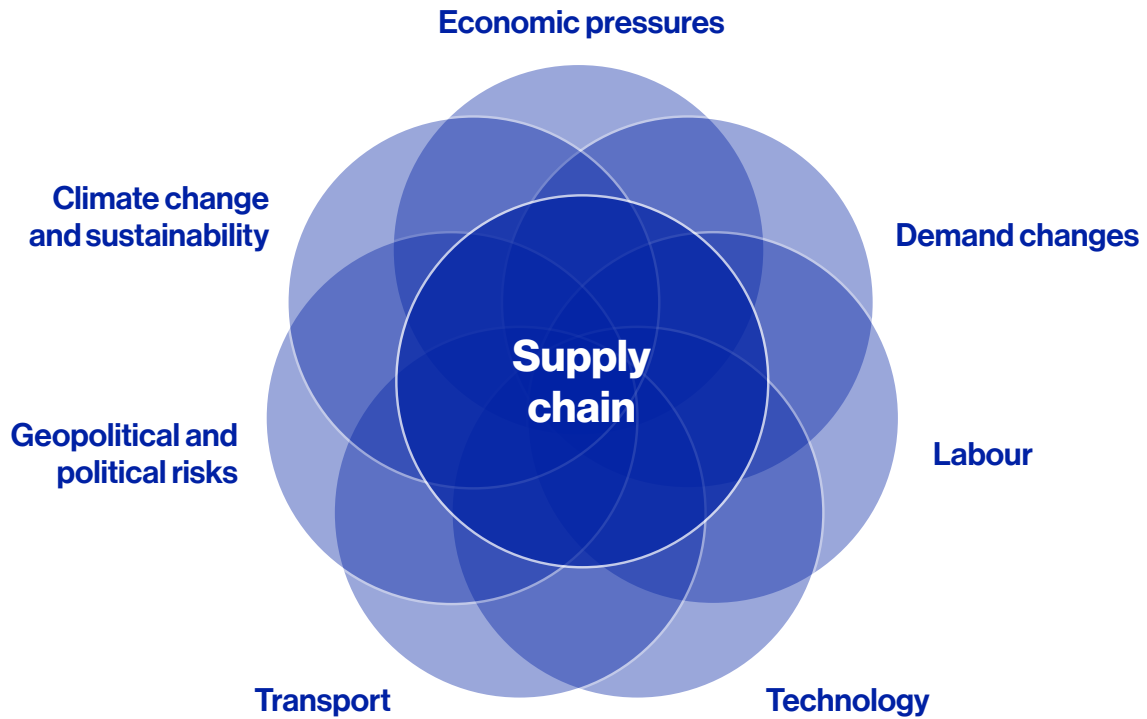 Economic pressures
Climate change
and sustainability
Demand changes
Supply
chain
Geopolitical and
political risks
Labour
Transport
Technology